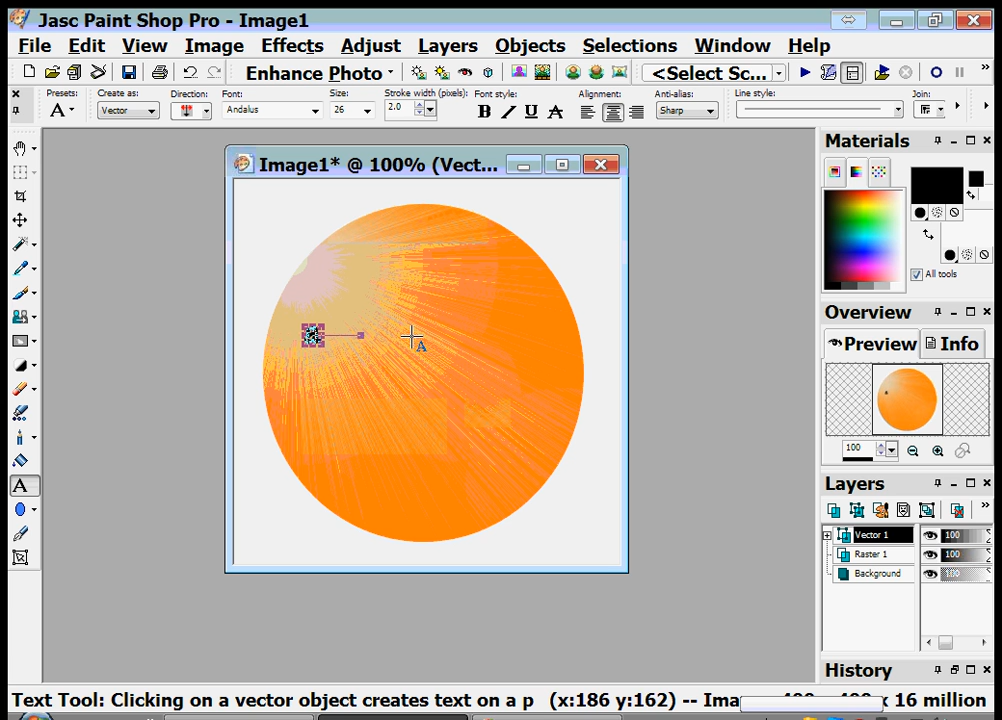 Jasc Paint Shop Pro - Image1
File Edit View Image Effects Adjust Layers Objects Selections Window Help
Enhance Photo <Select Sc...
Presets: Create as: Direction: Font: Size: Stroke width (pixels): Font style: Alignment: Anti-alias: Line style: Join:
A Vector Andalus 26 2.0 B I U A Sharp
Image1* @ 100% (Vect...
A
A
Materials
All tools
Overview
Preview Info
100
Layers
Vector 1 100
Raster 1 100
Background 100
History
Text Tool: Clicking on a vector object creates text on a p (x:186 y:162) -- Ima x 16 million